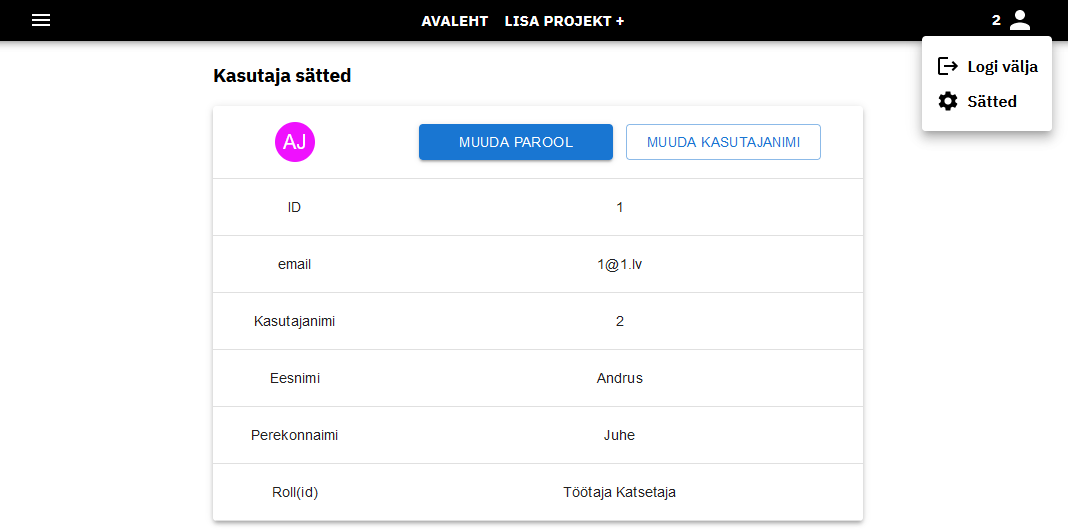 AVALEHT LISA PROJEKT + 2
Logi välja
Sätted
Kasutaja sätted
AJ MUUDA PAROOL MUUDA KASUTAJANIMI
ID 1
email 1@1.lv
Kasutajanimi 2
Eesnimi Andrus
Perekonnaimi Juhe
Roll(id) Töötaja Katsetaja